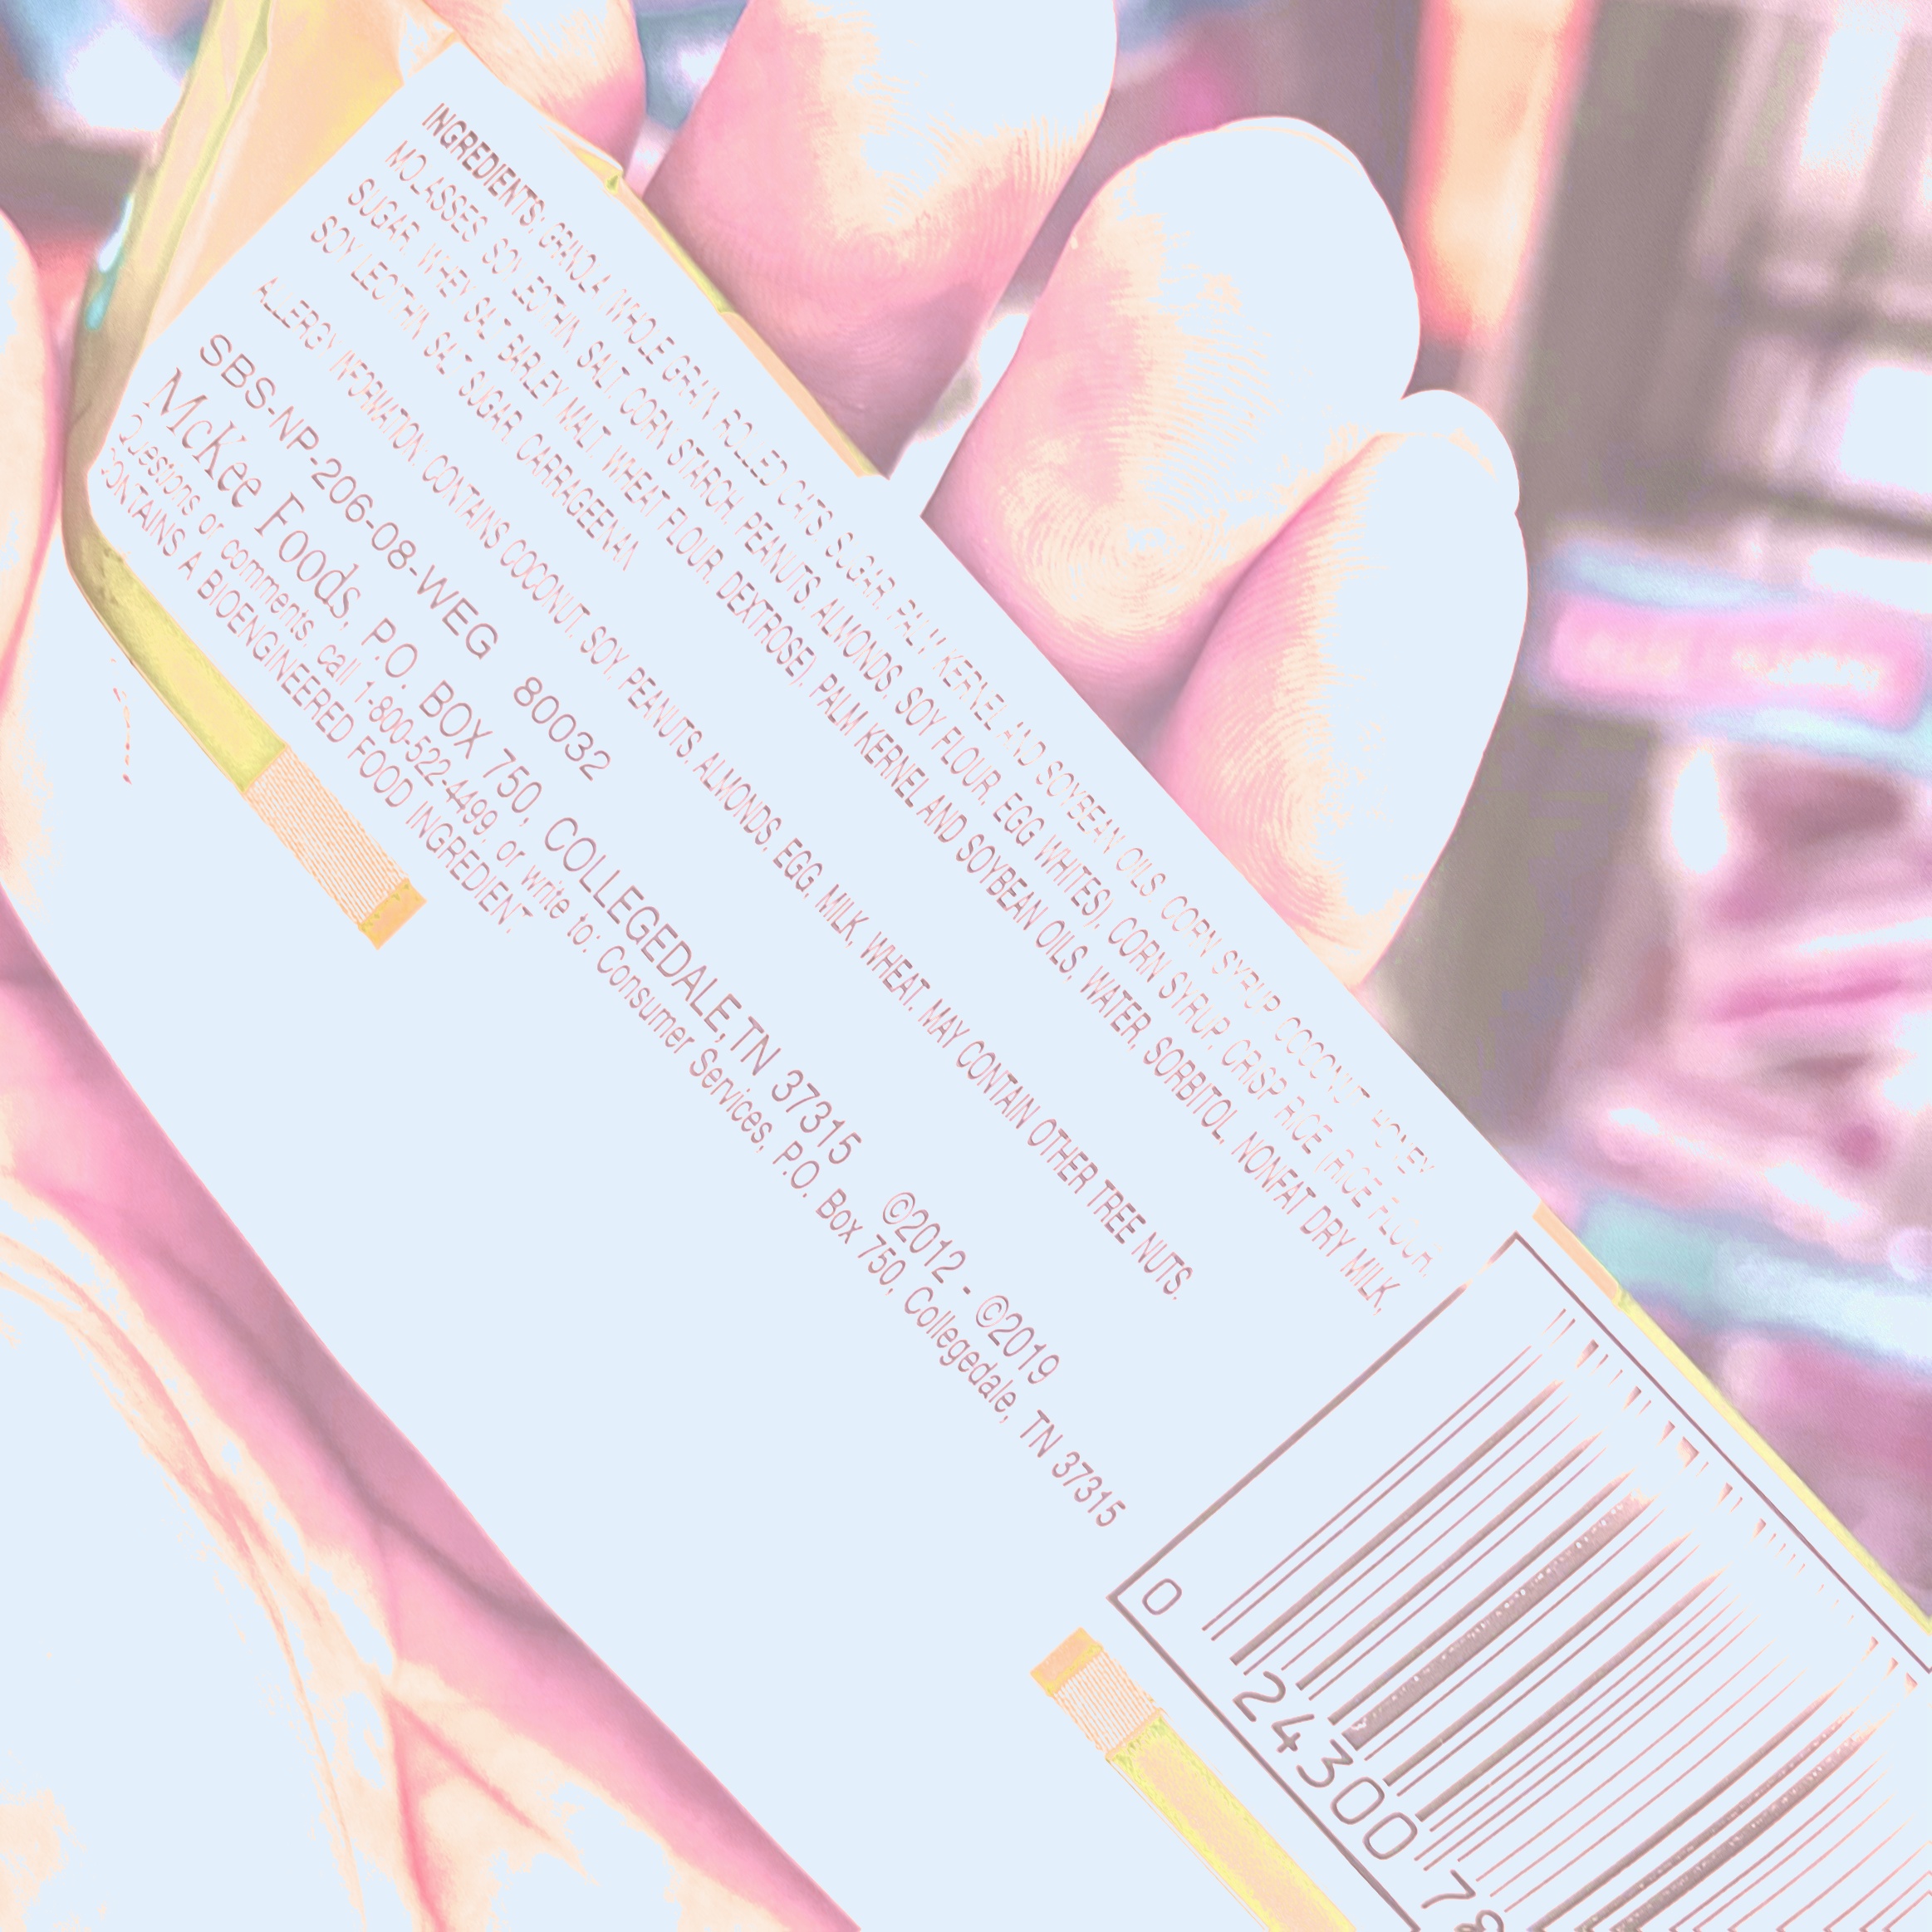 INGREDIENTS: GRANOLA (WHOLE GRAIN ROLLED OATS, SUGAR, PALM KERNEL AND SOYBEAN OILS, CORN SYRUP, COCONUT, HONEY,
MOLASSES, SOY LECITHIN, SALT, CORN STARCH, PEANUTS, ALMONDS, SOY FLOUR, EGG WHITES), CORN SYRUP, CRISP RICE (RICE FLOUR,
SUGAR, WHEY, SALT, BARLEY MALT, WHEAT FLOUR, DEXTROSE), PALM KERNEL AND SOYBEAN OILS, WATER, SORBITOL, NONFAT DRY MILK,
SOY LECITHIN, SALT, SUGAR, CARRAGEENAN.
ALLERGY INFORMATION: CONTAINS COCONUT, SOY, PEANUTS, ALMONDS, EGG, MILK, WHEAT. MAY CONTAIN OTHER TREE NUTS.
SBS-NP-206-08-WEG 80032
McKee Foods, P.O. BOX 750, COLLEGEDALE, TN 37315 ©2012 - ©2019
Questions or comments, call 1-800-522-4499, or write to: Consumer Services, P.O. Box 750, Collegedale, TN 37315
CONTAINS A BIOENGINEERED FOOD INGREDIENT.
0 24300 78